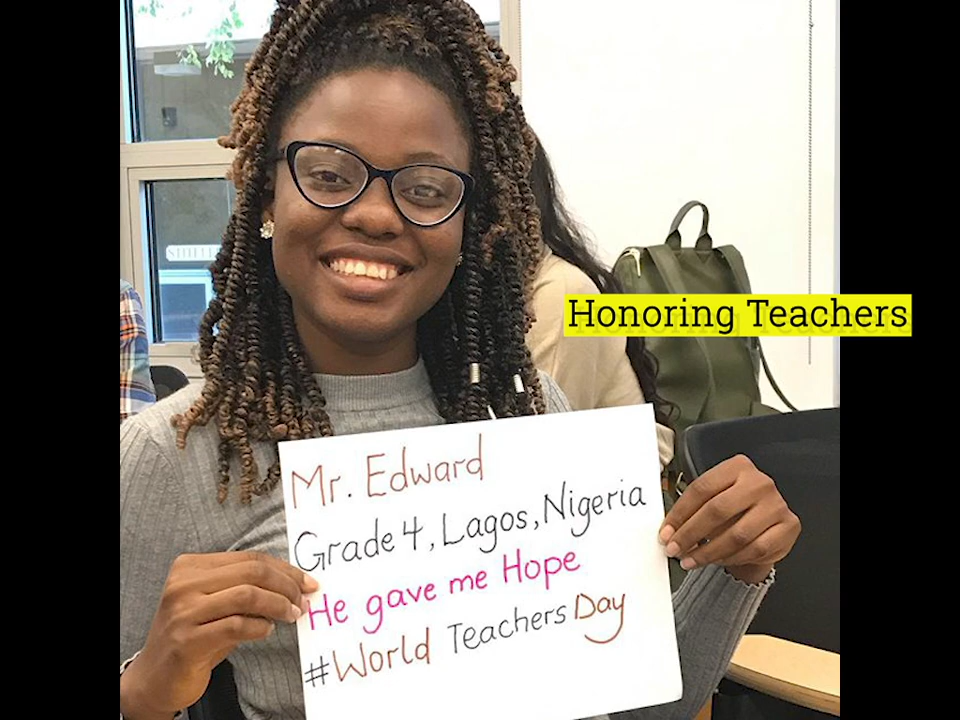 Honoring Teachers
Mr. Edward
Grade 4, Lagos, Nigeria
He gave me Hope
#World Teachers Day